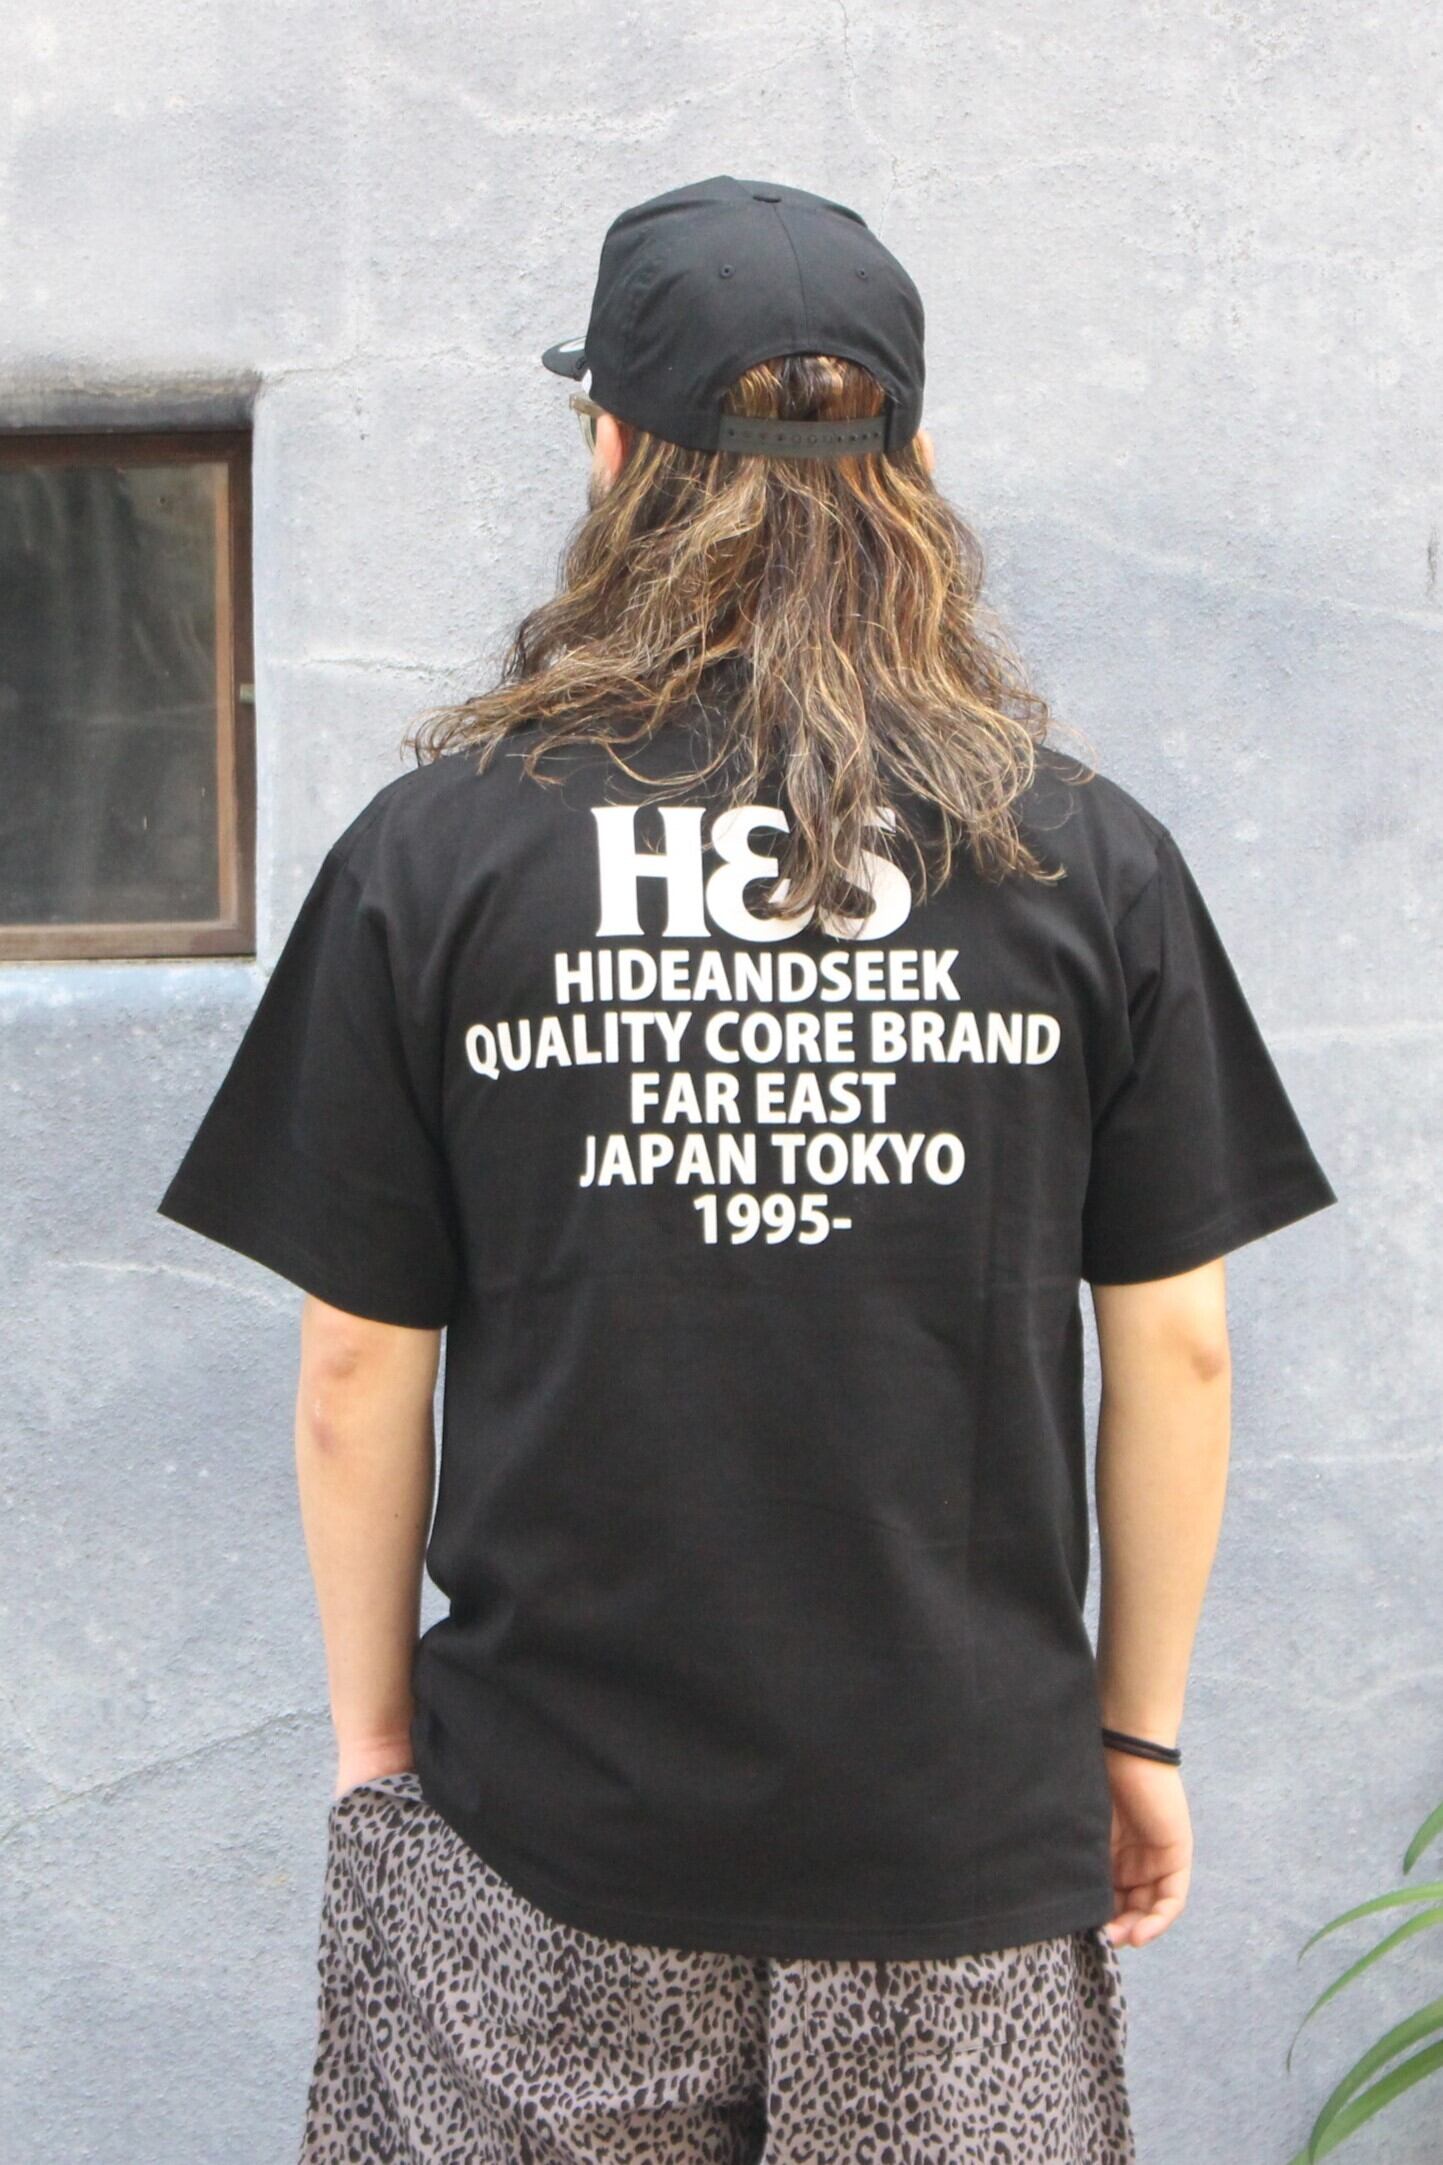 H&S
HIDEANDSEEK
QUALITY CORE BRAND
FAR EAST
JAPAN TOKYO
1995-